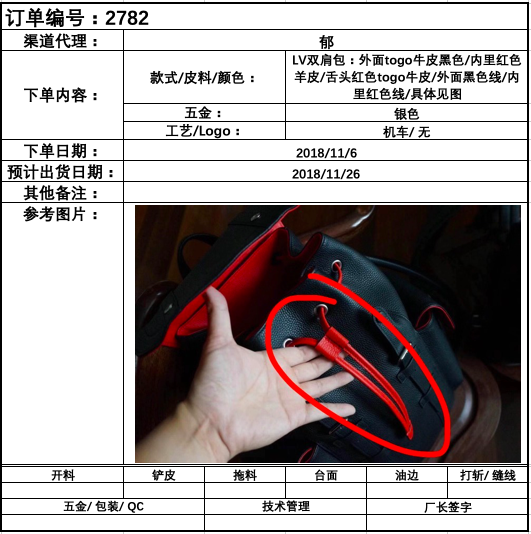 订单编号：2782
渠道代理： 郁
下单内容： 款式/皮料/颜色： LV双肩包：外面togo牛皮黑色/内里红色
羊皮/舌头红色togo牛皮/外面黑色线/内
里红色线/具体见图
五金： 银色
工艺/Logo： 机车/ 无
下单日期： 2018/11/6
预计出货日期： 2018/11/26
其他备注：
参考图片：
开料 铲皮 拖料 台面 油边 打斩/ 缝线
五金/ 包装/ QC 技术管理 厂长签字